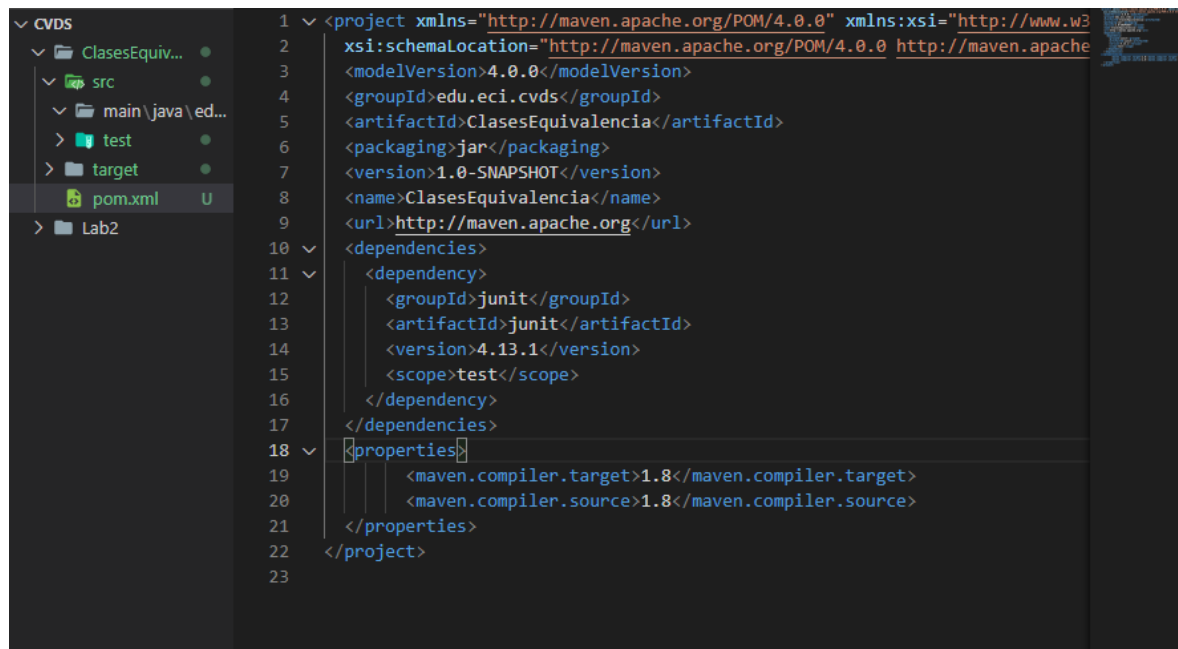 CVDS
ClasesEquiv...
src
main\java\ed...
test
target
pom.xml U
Lab2
1 <project xmlns="http://maven.apache.org/POM/4.0.0" xmlns:xsi="http://www.w3
2 xsi:schemaLocation="http://maven.apache.org/POM/4.0.0 http://maven.apache
3 <modelVersion>4.0.0</modelVersion>
4 <groupId>edu.eci.cvds</groupId>
5 <artifactId>ClasesEquivalencia</artifactId>
6 <packaging>jar</packaging>
7 <version>1.0-SNAPSHOT</version>
8 <name>ClasesEquivalencia</name>
9 <url>http://maven.apache.org</url>
10 <dependencies>
11 <dependency>
12 <groupId>junit</groupId>
13 <artifactId>junit</artifactId>
14 <version>4.13.1</version>
15 <scope>test</scope>
16 </dependency>
17 </dependencies>
18 <properties>
19 <maven.compiler.target>1.8</maven.compiler.target>
20 <maven.compiler.source>1.8</maven.compiler.source>
21 </properties>
22 </project>
23